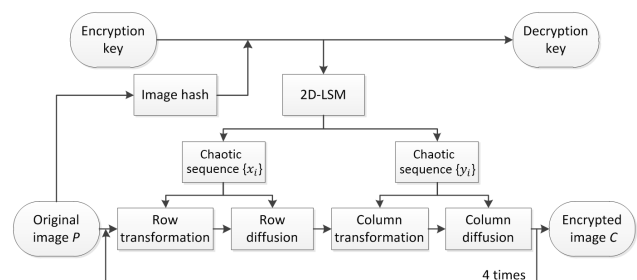 Encryption
key
Decryption
key
Image hash
2D-LSM
Chaotic
sequence {x_i}
Chaotic
sequence {y_i}
Original
image P
Row
transformation
Row
diffusion
Column
transformation
Column
diffusion
Encrypted
image C
4 times